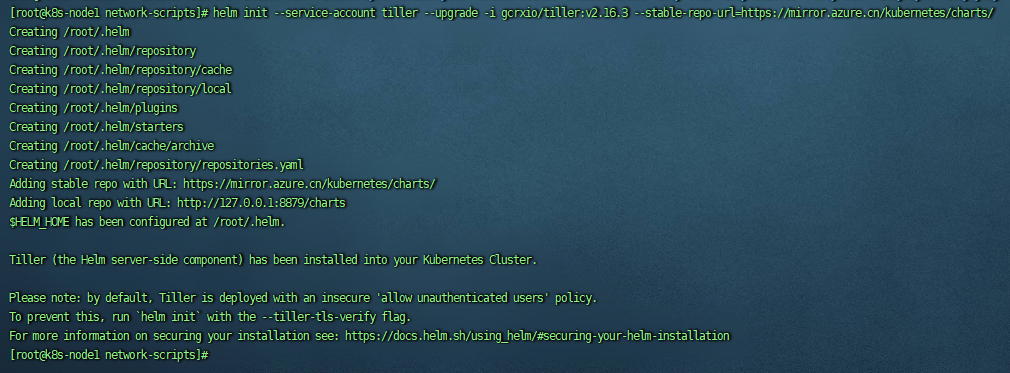 [root@k8s-node1 network-scripts]# helm init --service-account tiller --upgrade -i gcrxio/tiller:v2.16.3 --stable-repo-url=https://mirror.azure.cn/kubernetes/charts/
Creating /root/.helm
Creating /root/.helm/repository
Creating /root/.helm/repository/cache
Creating /root/.helm/repository/local
Creating /root/.helm/plugins
Creating /root/.helm/starters
Creating /root/.helm/cache/archive
Creating /root/.helm/repository/repositories.yaml
Adding stable repo with URL: https://mirror.azure.cn/kubernetes/charts/
Adding local repo with URL: http://127.0.0.1:8879/charts
$HELM_HOME has been configured at /root/.helm.
Tiller (the Helm server-side component) has been installed into your Kubernetes Cluster.
Please note: by default, Tiller is deployed with an insecure 'allow unauthenticated users' policy.
To prevent this, run `helm init` with the --tiller-tls-verify flag.
For more information on securing your installation see: https://docs.helm.sh/using_helm/#securing-your-helm-installation
[root@k8s-node1 network-scripts]#